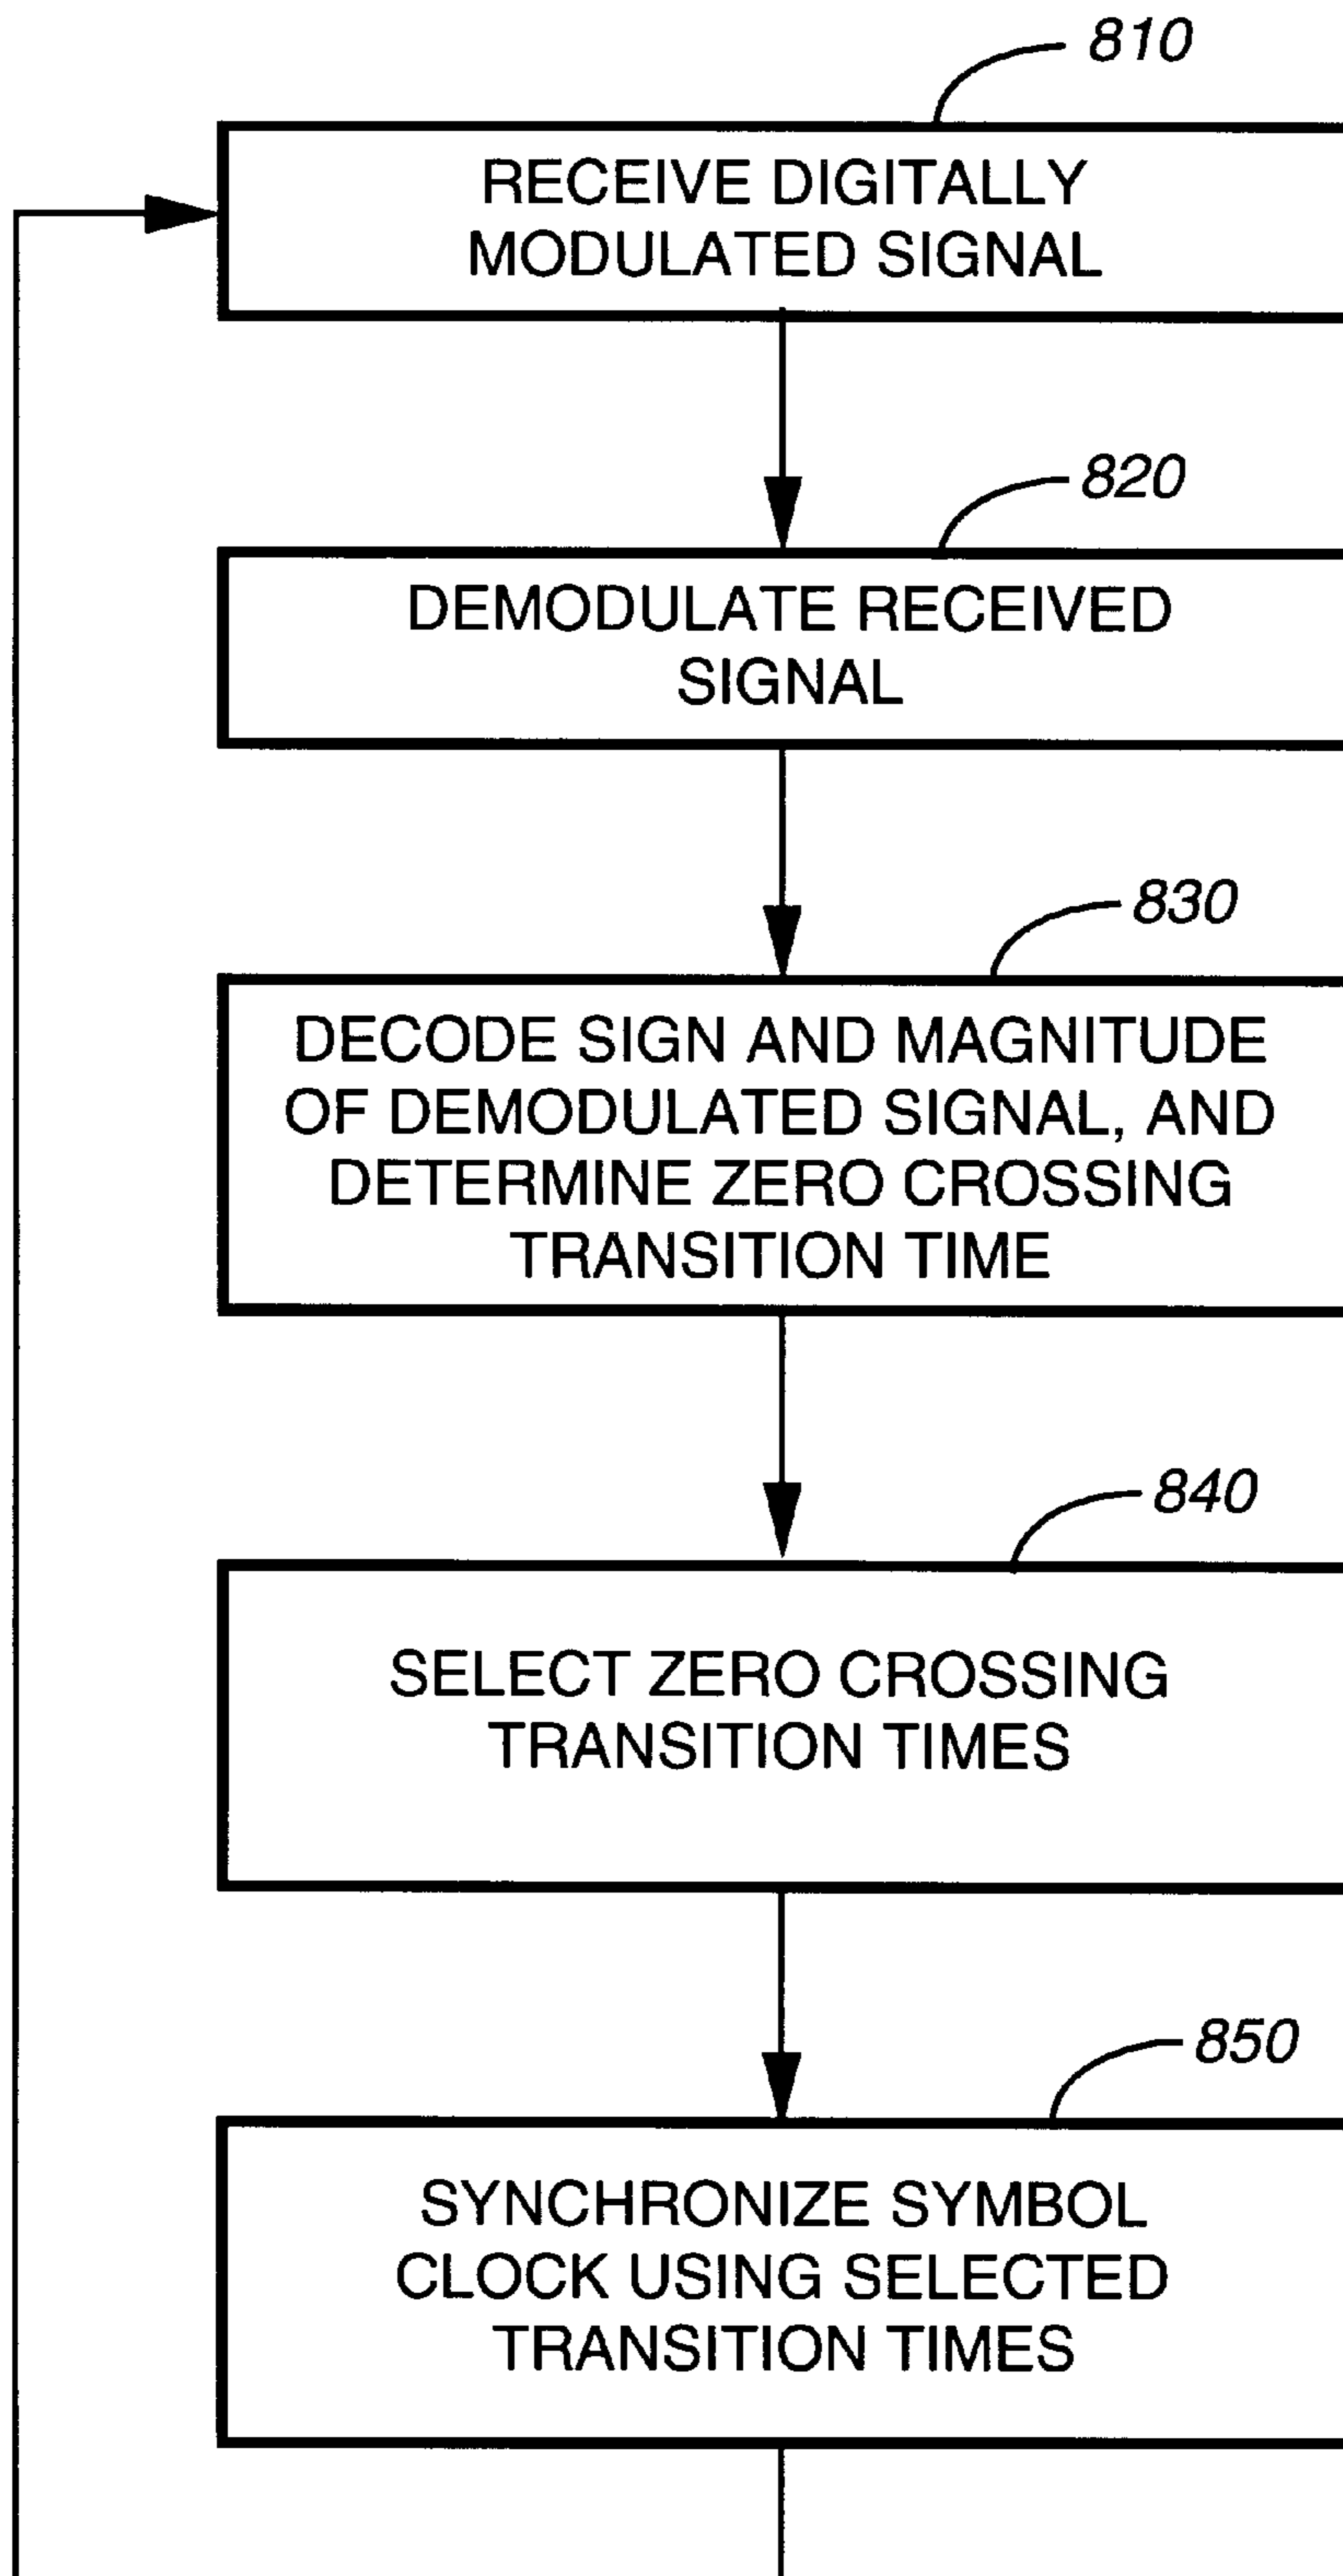 810
RECEIVE DIGITALLY
MODULATED SIGNAL
820
DEMODULATE RECEIVED
SIGNAL
830
DECODE SIGN AND MAGNITUDE
OF DEMODULATED SIGNAL, AND
DETERMINE ZERO CROSSING
TRANSITION TIME
840
SELECT ZERO CROSSING
TRANSITION TIMES
850
SYNCHRONIZE SYMBOL
CLOCK USING SELECTED
TRANSITION TIMES